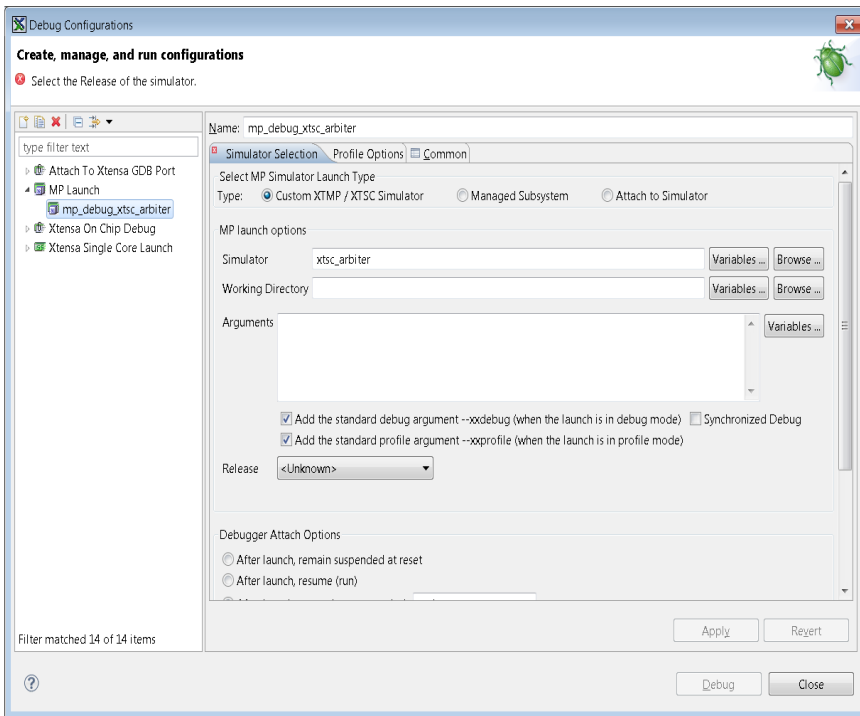 Debug Configurations
Create, manage, and run configurations
Select the Release of the simulator.
type filter text
Attach To Xtensa GDB Port
MP Launch
mp_debug_xtsc_arbiter
Xtensa On Chip Debug
Xtensa Single Core Launch
Filter matched 14 of 14 items
Name: mp_debug_xtsc_arbiter
Simulator Selection Profile Options Common
Select MP Simulator Launch Type
Type: Custom XTMP / XTSC Simulator Managed Subsystem Attach to Simulator
MP launch options
Simulator xtsc_arbiter Variables ... Browse ...
Working Directory Variables ... Browse ...
Arguments Variables ...
Add the standard debug argument --xxdebug (when the launch is in debug mode) Synchronized Debug
Add the standard profile argument --xxprofile (when the launch is in profile mode)
Release <Unknown>
Debugger Attach Options
After launch, remain suspended at reset
After launch, resume (run)
Apply Revert
? Debug Close